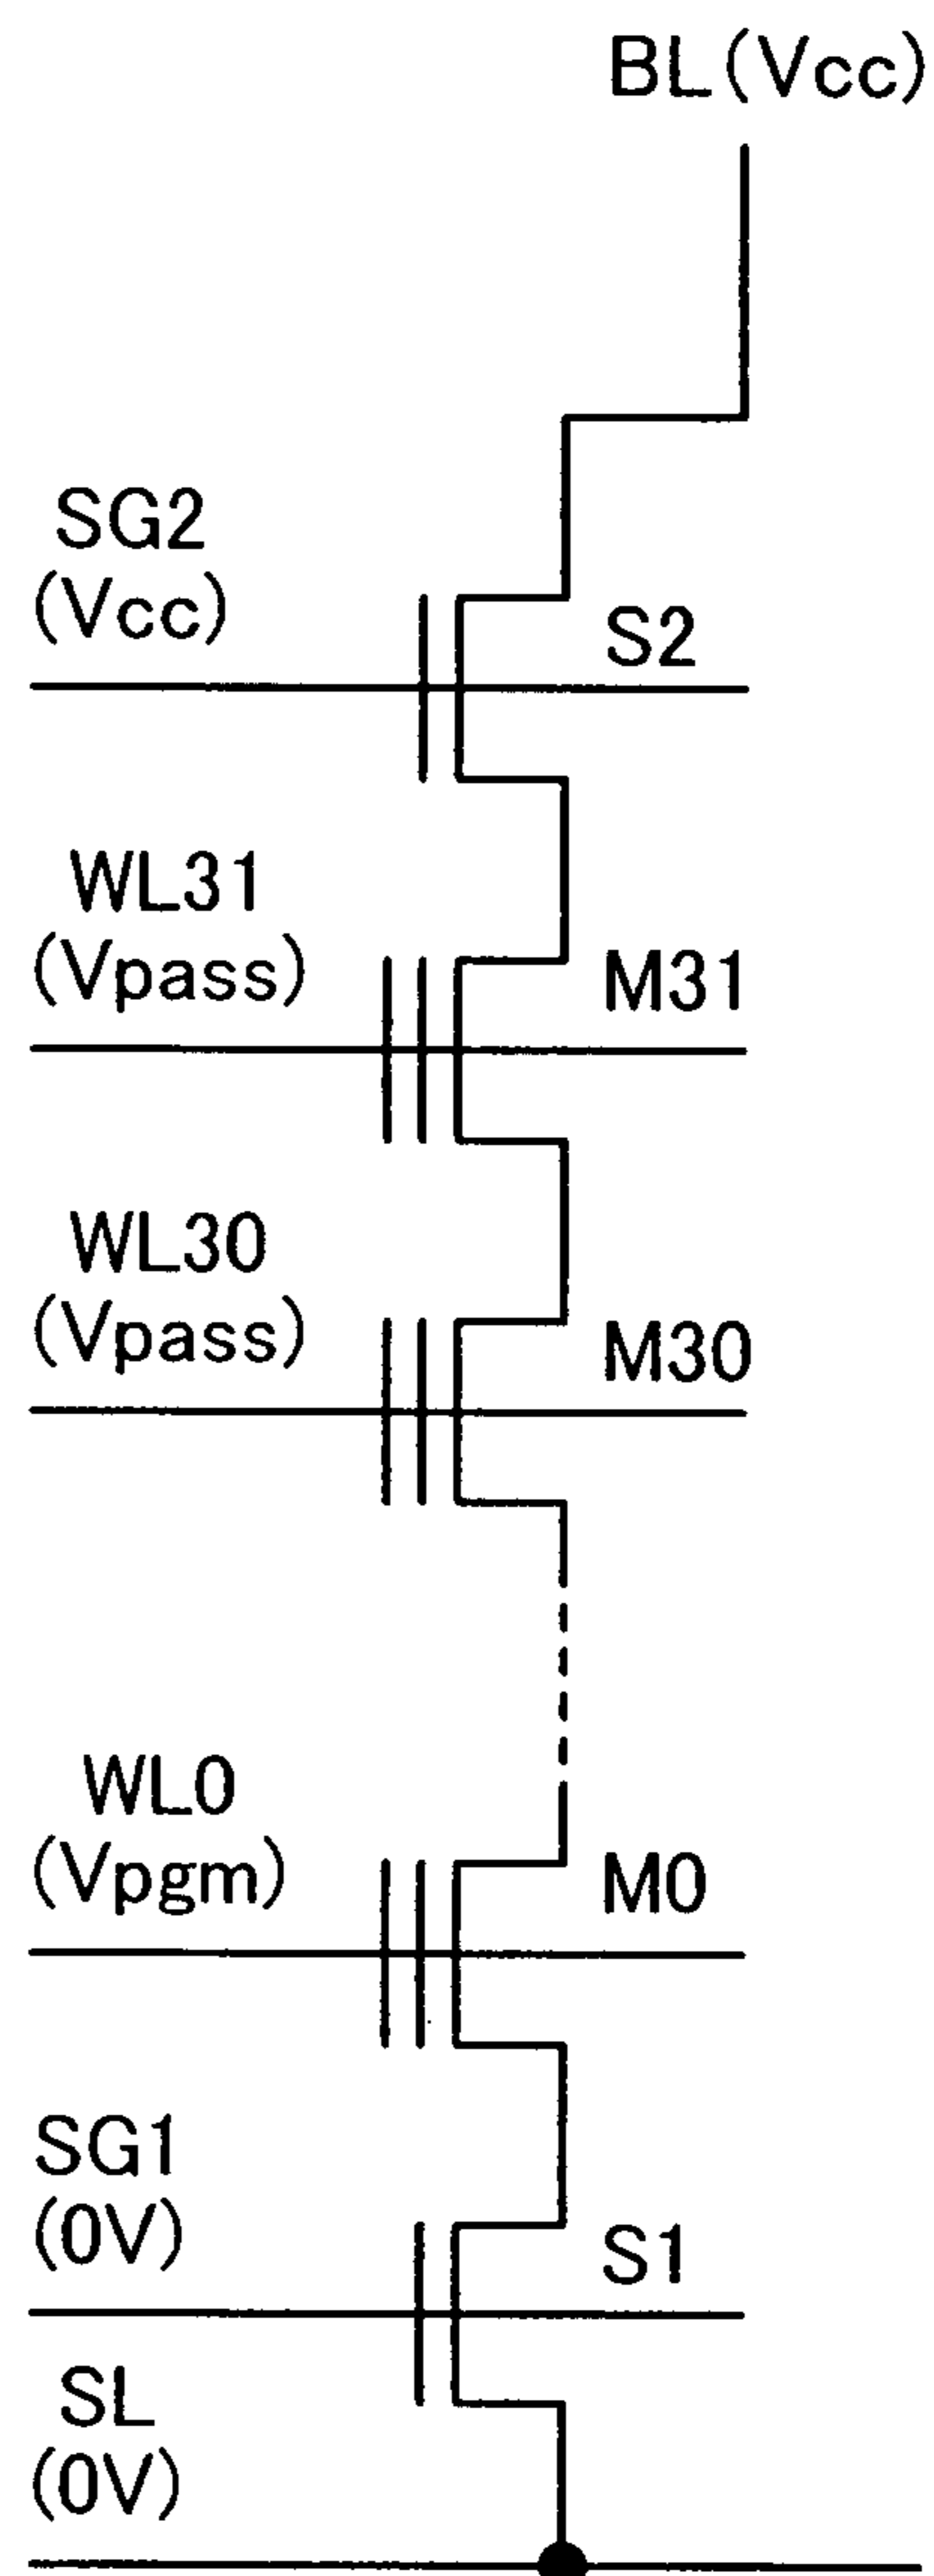 BL(Vcc)
SG2
(Vcc)
S2
WL31
(Vpass)
M31
WL30
(Vpass)
M30
WL0
(Vpgm)
M0
SG1
(0V)
S1
SL
(0V)